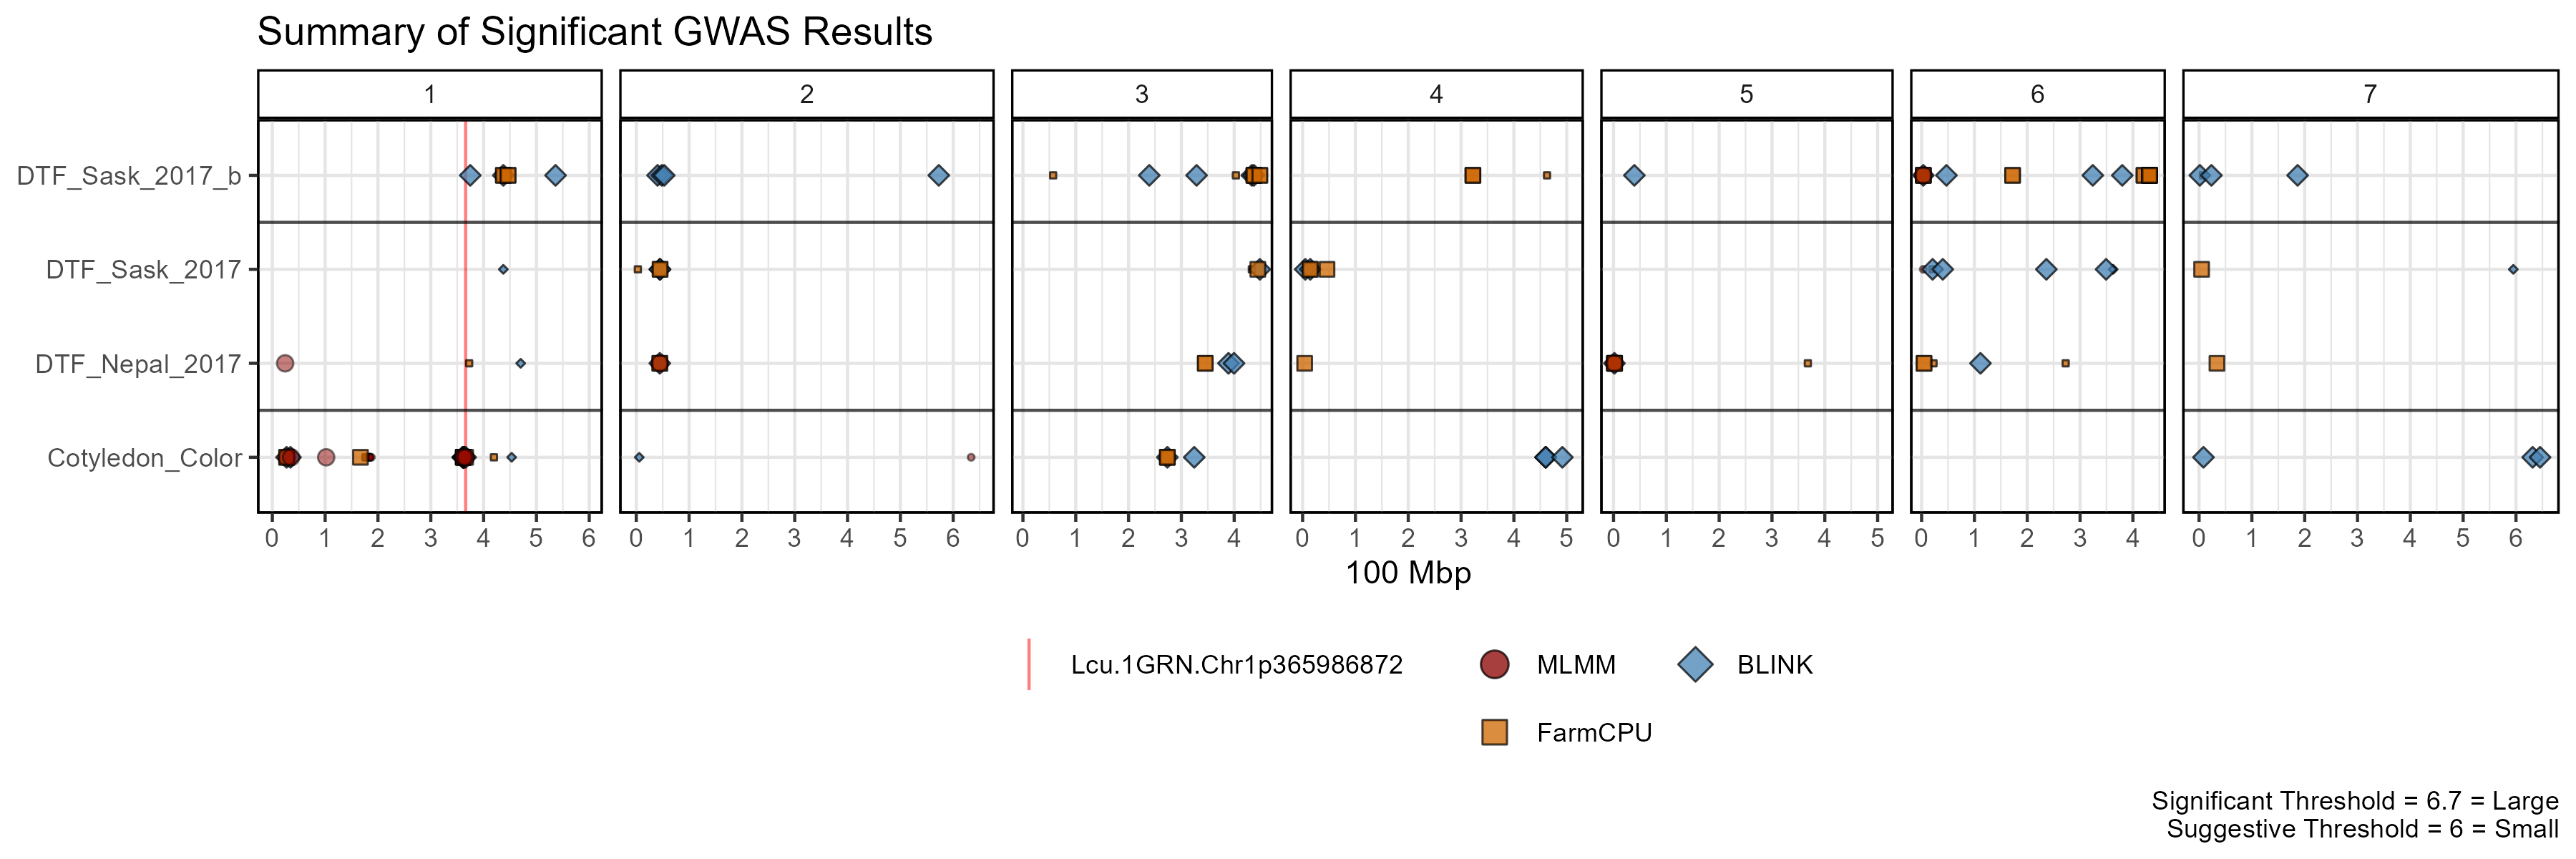 Summary of Significant GWAS Results
1 2 3 4 5 6 7
DTF_Sask_2017_b
DTF_Sask_2017
DTF_Nepal_2017
Cotyledon_Color
0 1 2 3 4 5 6 0 1 2 3 4 5 6 0 1 2 3 4 0 1 2 3 4 5 0 1 2 3 4 5 0 1 2 3 4 0 1 2 3 4 5 6
100 Mbp
Lcu.1GRN.Chr1p365986872 MLMM BLINK
FarmCPU
Significant Threshold = 6.7 = Large
Suggestive Threshold = 6 = Small